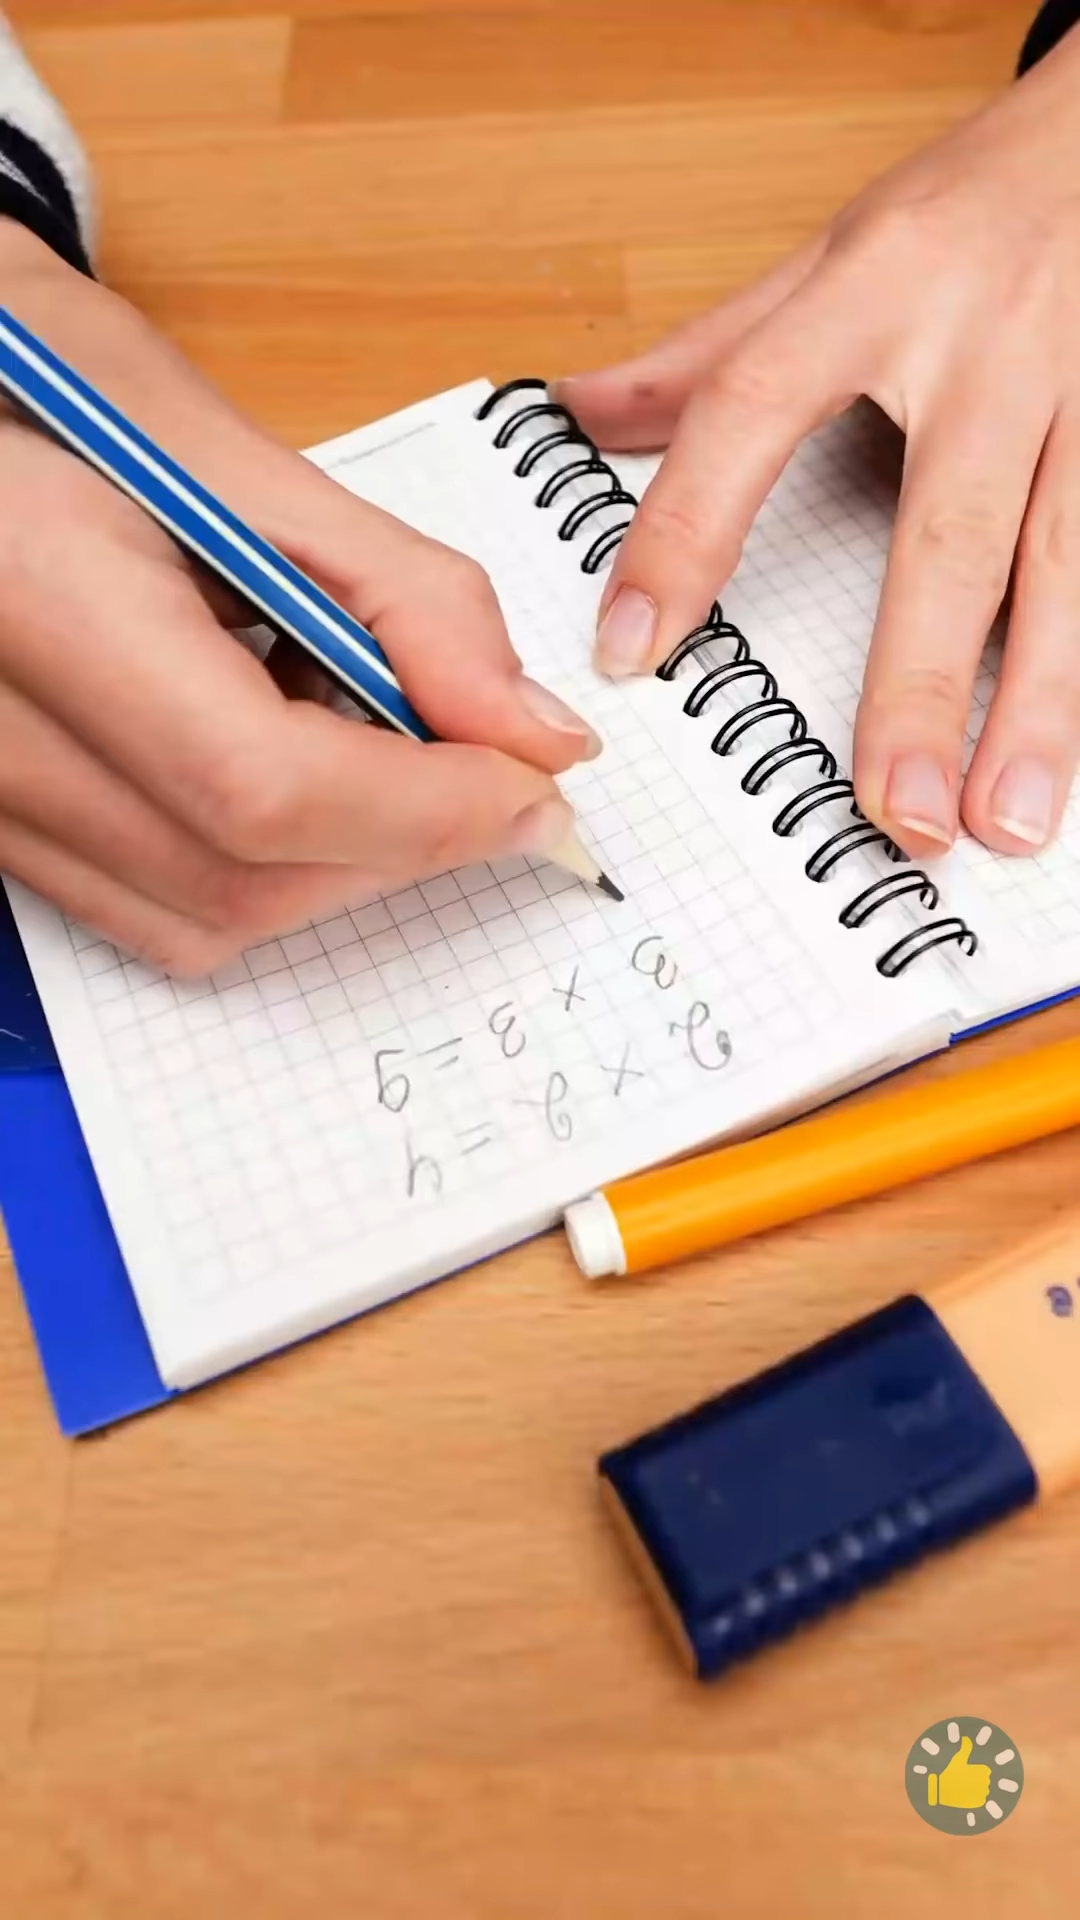 2 × 2 = 4
3 × 3 = 9